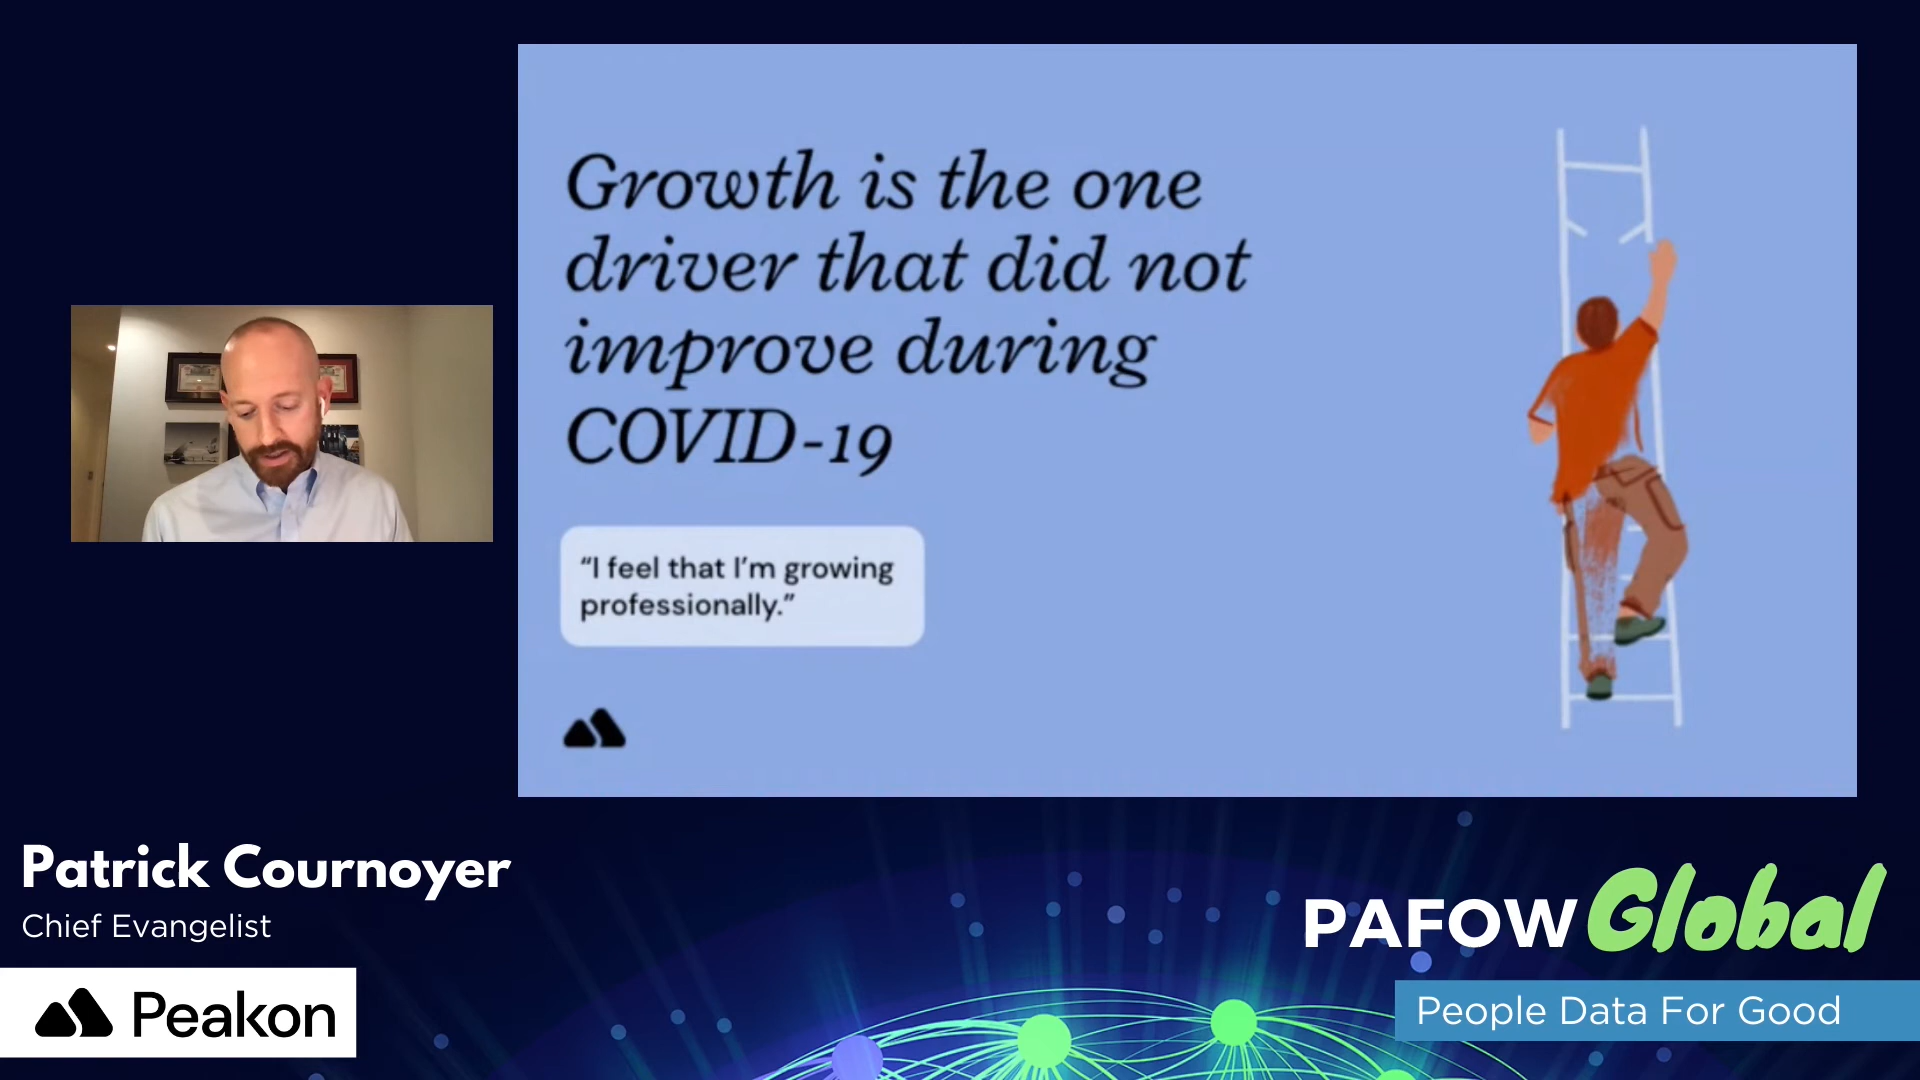 Growth is the one
driver that did not
improve during
COVID-19
“I feel that I’m growing
professionally.”
Patrick Cournoyer
Chief Evangelist
Peakon
PAFOW Global
People Data For Good